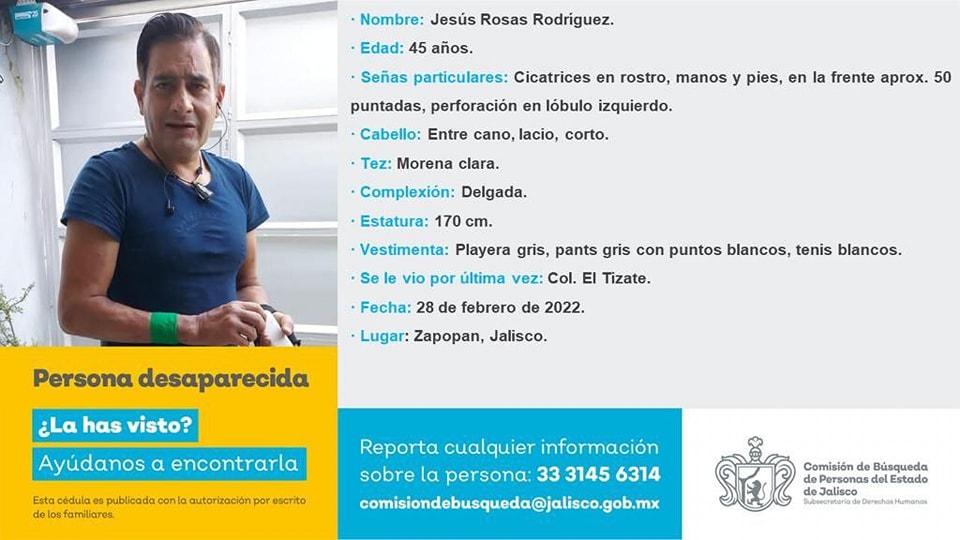 · Nombre: Jesús Rosas Rodríguez.
· Edad: 45 años.
· Señas particulares: Cicatrices en rostro, manos y pies, en la frente aprox. 50
puntadas, perforación en lóbulo izquierdo.
· Cabello: Entre cano, lacio, corto.
· Tez: Morena clara.
· Complexión: Delgada.
· Estatura: 170 cm.
· Vestimenta: Playera gris, pants gris con puntos blancos, tenis blancos.
· Se le vio por última vez: Col. El Tizate.
· Fecha: 28 de febrero de 2022.
· Lugar: Zapopan, Jalisco.
Persona desaparecida
¿La has visto?
Ayúdanos a encontrarla
Esta cédula es publicada con la autorización por escrito
de los familiares.
Reporta cualquier información
sobre la persona: 33 3145 6314
comisiondebusqueda@jalisco.gob.mx
Comisión de Búsqueda
de Personas del Estado
de Jalisco
Subsecretaría de Derechos Humanos